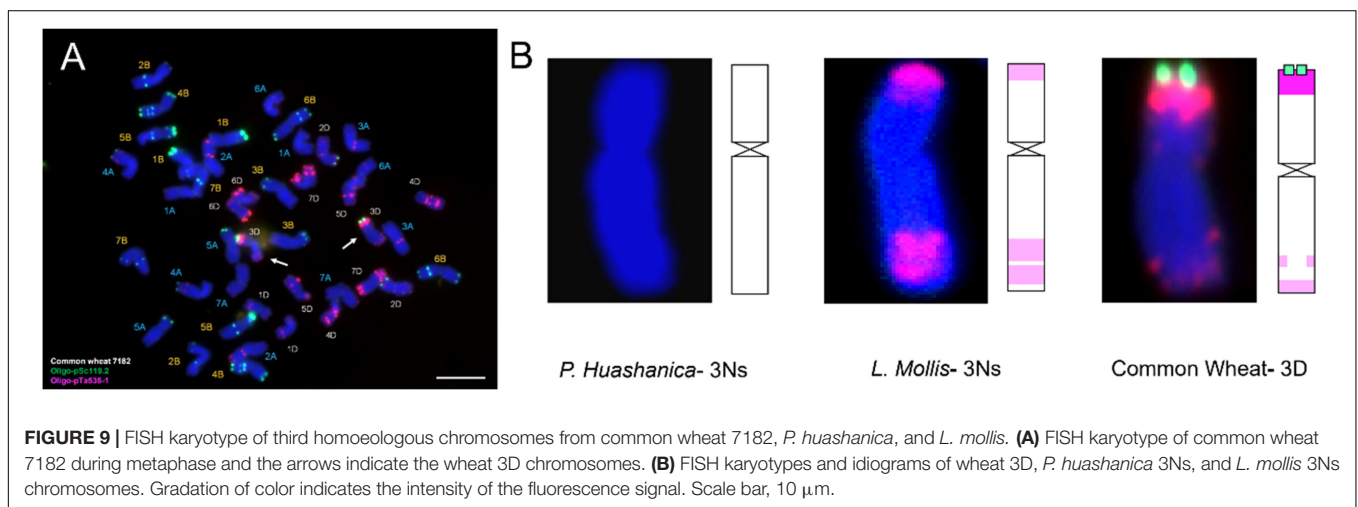 A
2B
4B
5B
4A
1B
1A
2A
7B
1B
6A
6B
1A
2D
3A
3B
6A
7D
5D
4D
6D
6D
3D
3D
3A
5A
3B
7B
4A
7A
7A
7D
6B
2D
1D
5D
4D
5A
5B
2B
4B
2A
1D
Common wheat 7182
Oligo-pSc119.2
Oligo-pTa535-1
B
P. Huashanica- 3Ns
L. Mollis- 3Ns
Common Wheat- 3D
FIGURE 9 | FISH karyotype of third homoeologous chromosomes from common wheat 7182, P. huashanica, and L. mollis. (A) FISH karyotype of common wheat
7182 during metaphase and the arrows indicate the wheat 3D chromosomes. (B) FISH karyotypes and idiograms of wheat 3D, P. huashanica 3Ns, and L. mollis 3Ns
chromosomes. Gradation of color indicates the intensity of the fluorescence signal. Scale bar, 10 μm.